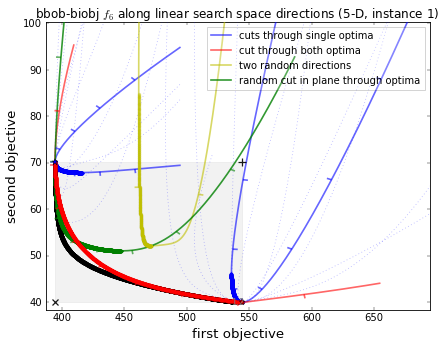 bbob-biobj f6 along linear search space directions (5-D, instance 1)
cuts through single optima
cut through both optima
two random directions
random cut in plane through optima
second objective
100
90
80
70
60
50
40
400
450
500
550
600
650
first objective